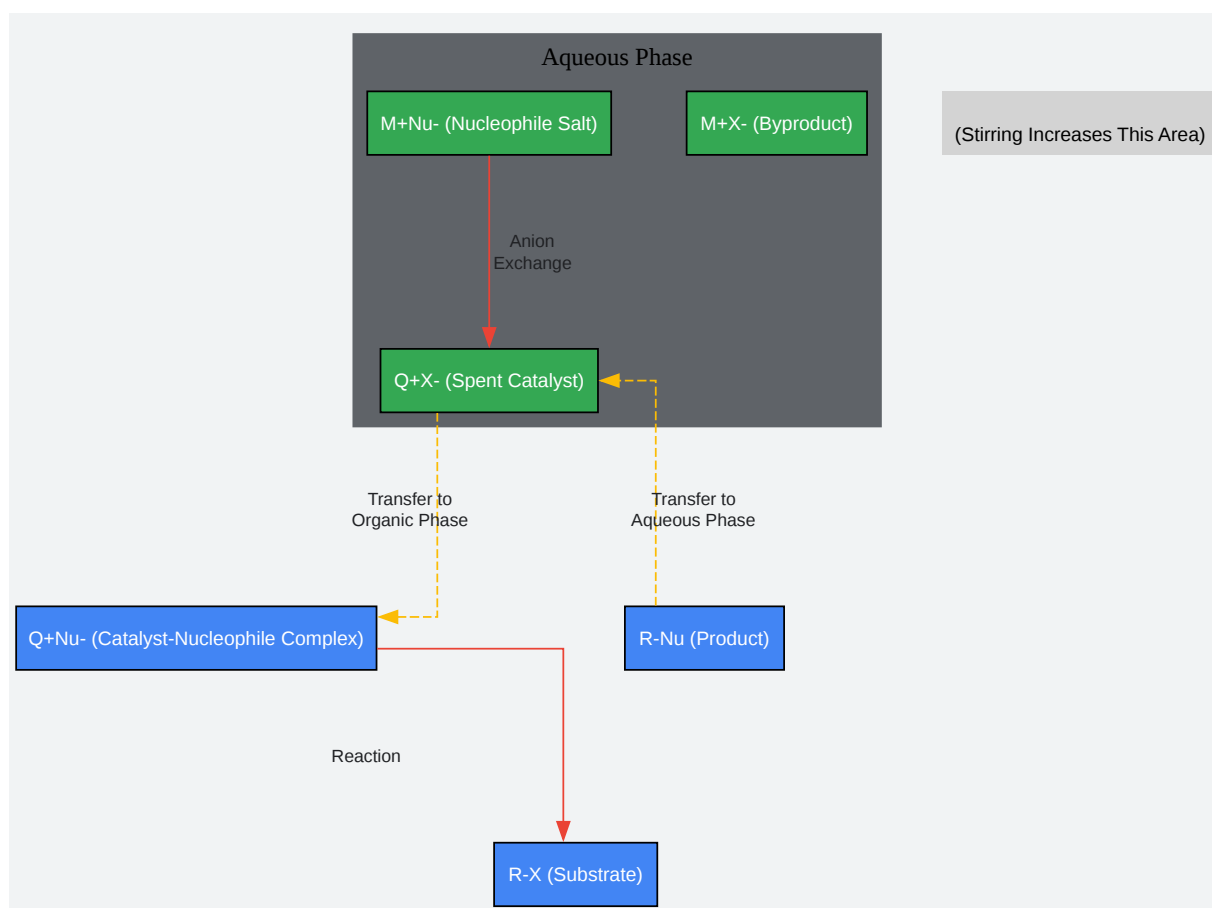 Aqueous Phase
M+Nu- (Nucleophile Salt)
M+X- (Byproduct)
(Stirring Increases This Area)
Anion
Exchange
Q+X- (Spent Catalyst)
Transfer to
Organic Phase
Transfer to
Aqueous Phase
Q+Nu- (Catalyst-Nucleophile Complex)
R-Nu (Product)
Reaction
R-X (Substrate)